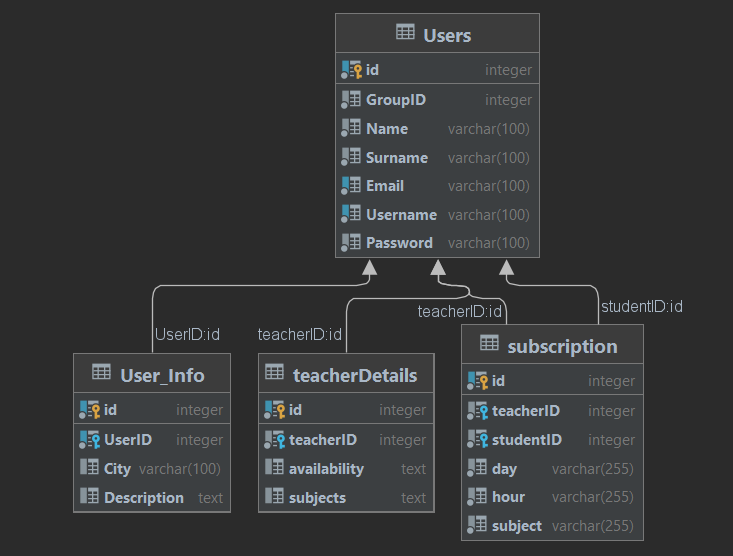 Users
id integer
GroupID integer
Name varchar(100)
Surname varchar(100)
Email varchar(100)
Username varchar(100)
Password varchar(100)
UserID:id
teacherID:id
teacherID:id
studentID:id
User_Info
id integer
UserID integer
City varchar(100)
Description text
teacherDetails
id integer
teacherID integer
availability text
subjects text
subscription
id integer
teacherID integer
studentID integer
day varchar(255)
hour varchar(255)
subject varchar(255)